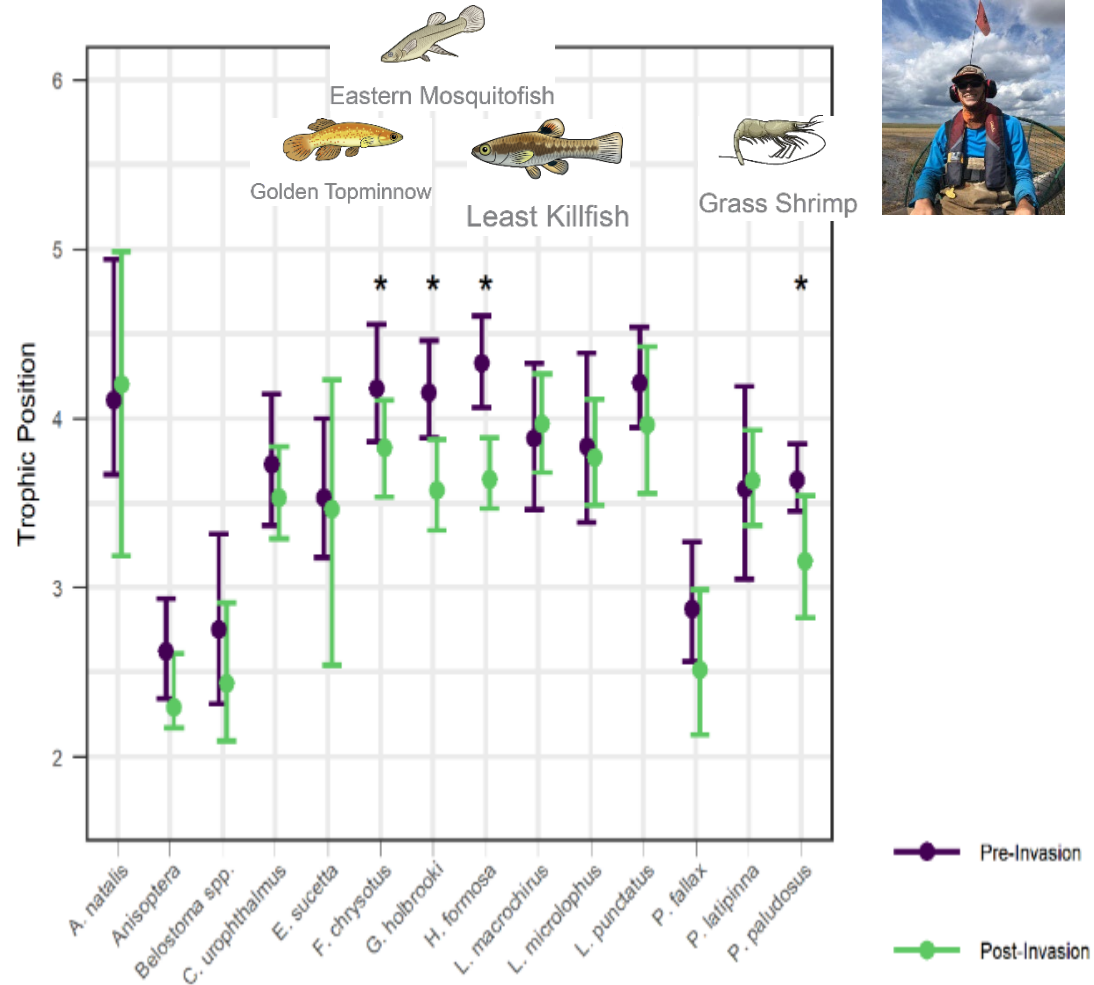 Eastern Mosquitofish
Golden Topminnow
Least Killfish
Grass Shrimp
6
5
4
3
2
Trophic Position
* * * *
A. natalis
Anisoptera
Belostoma spp.
C. urophthalmus
E. sucetta
F. chrysotus
G. holbrooki
H. formosa
L. macrochirus
L. microlophus
L. punctatus
P. fallax
P. latipinna
P. paludosus
Pre-Invasion
Post-Invasion